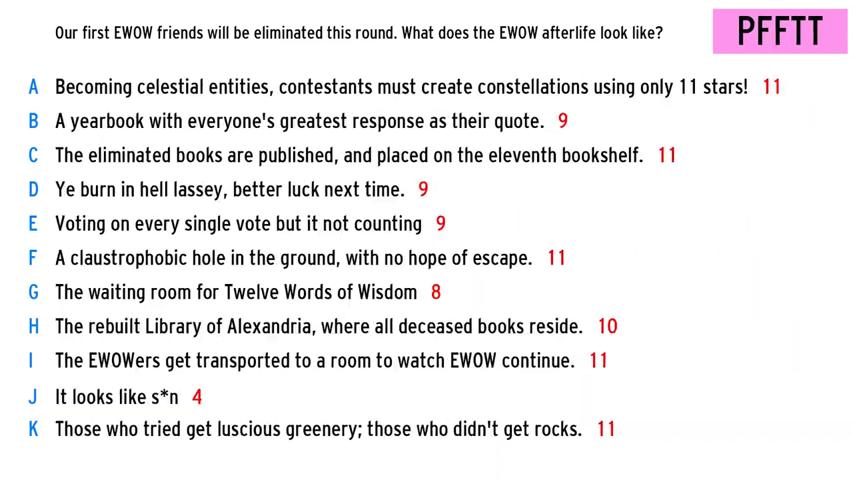 Our first EWOW friends will be eliminated this round. What does the EWOW afterlife look like?
PFFTT
A Becoming celestial entities, contestants must create constellations using only 11 stars! 11
B A yearbook with everyone's greatest response as their quote. 9
C The eliminated books are published, and placed on the eleventh bookshelf. 11
D Ye burn in hell lassey, better luck next time. 9
E Voting on every single vote but it not counting 9
F A claustrophobic hole in the ground, with no hope of escape. 11
G The waiting room for Twelve Words of Wisdom 8
H The rebuilt Library of Alexandria, where all deceased books reside. 10
I The EWOWers get transported to a room to watch EWOW continue. 11
J It looks like s*n 4
K Those who tried get luscious greenery; those who didn't get rocks. 11